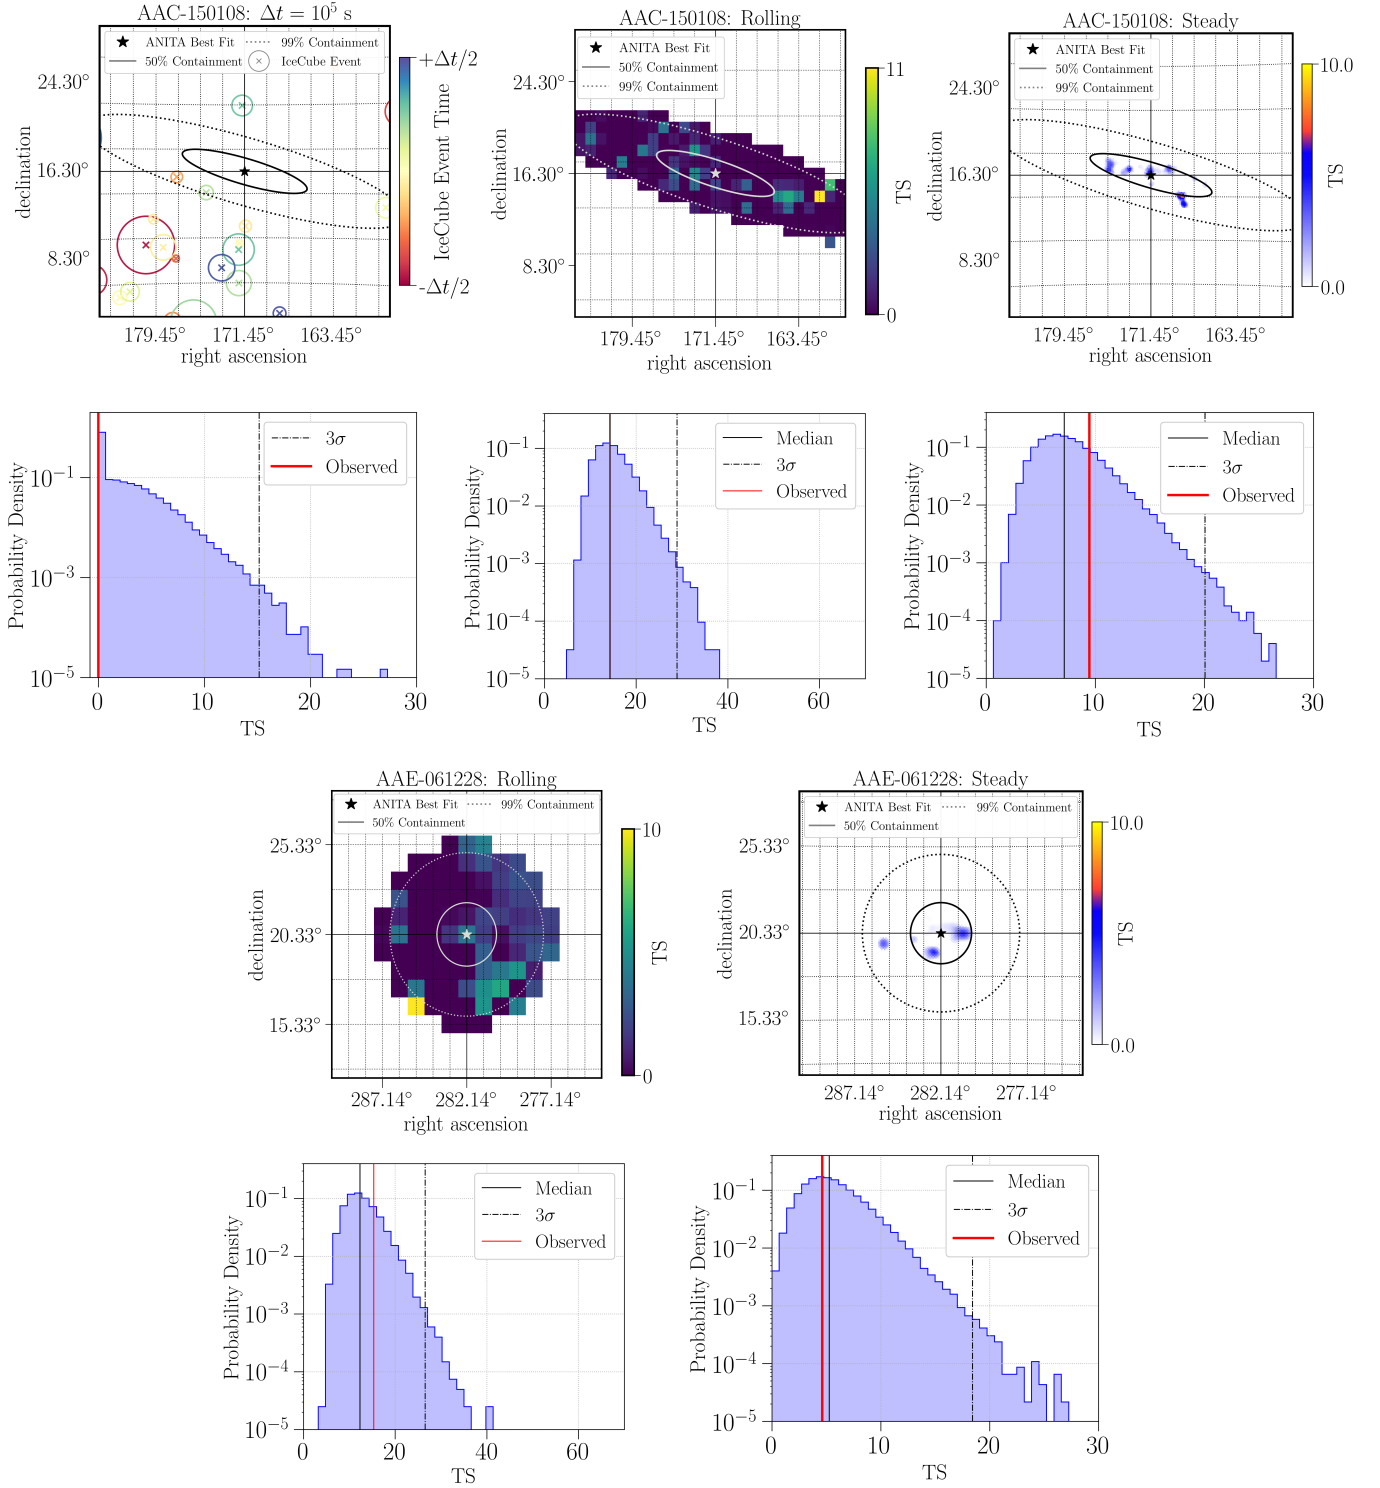 AAC-150108: Δt = 10⁵ s
★ ANITA Best Fit
50% Containment
99% Containment
IceCube Event
24.30°
16.30°
8.30°
declination
179.45° 171.45° 163.45°
right ascension
+Δt/2
-Δt/2
IceCube Event Time
AAC-150108: Rolling
★ ANITA Best Fit
50% Containment
99% Containment
24.30°
16.30°
8.30°
declination
179.45° 171.45° 163.45°
right ascension
11
0
TS
AAC-150108: Steady
★ ANITA Best Fit
50% Containment
99% Containment
24.30°
16.30°
8.30°
declination
179.45° 171.45° 163.45°
right ascension
10.0
0.0
TS
3σ
Observed
10⁻¹
10⁻³
10⁻⁵
Probability Density
0 10 20 30
TS
Median
3σ
Observed
10⁻¹
10⁻²
10⁻³
10⁻⁴
10⁻⁵
Probability Density
0 20 40 60
TS
Median
3σ
Observed
10⁻¹
10⁻²
10⁻³
10⁻⁴
10⁻⁵
Probability Density
0 10 20 30
TS
AAE-061228: Rolling
★ ANITA Best Fit
50% Containment
99% Containment
25.33°
20.33°
15.33°
declination
287.14° 282.14° 277.14°
right ascension
10
0
TS
AAE-061228: Steady
★ ANITA Best Fit
50% Containment
99% Containment
25.33°
20.33°
15.33°
declination
287.14° 282.14° 277.14°
right ascension
10.0
0.0
TS
Median
3σ
Observed
10⁻¹
10⁻²
10⁻³
10⁻⁴
10⁻⁵
Probability Density
0 20 40 60
TS
Median
3σ
Observed
10⁻¹
10⁻²
10⁻³
10⁻⁴
10⁻⁵
Probability Density
0 10 20 30
TS